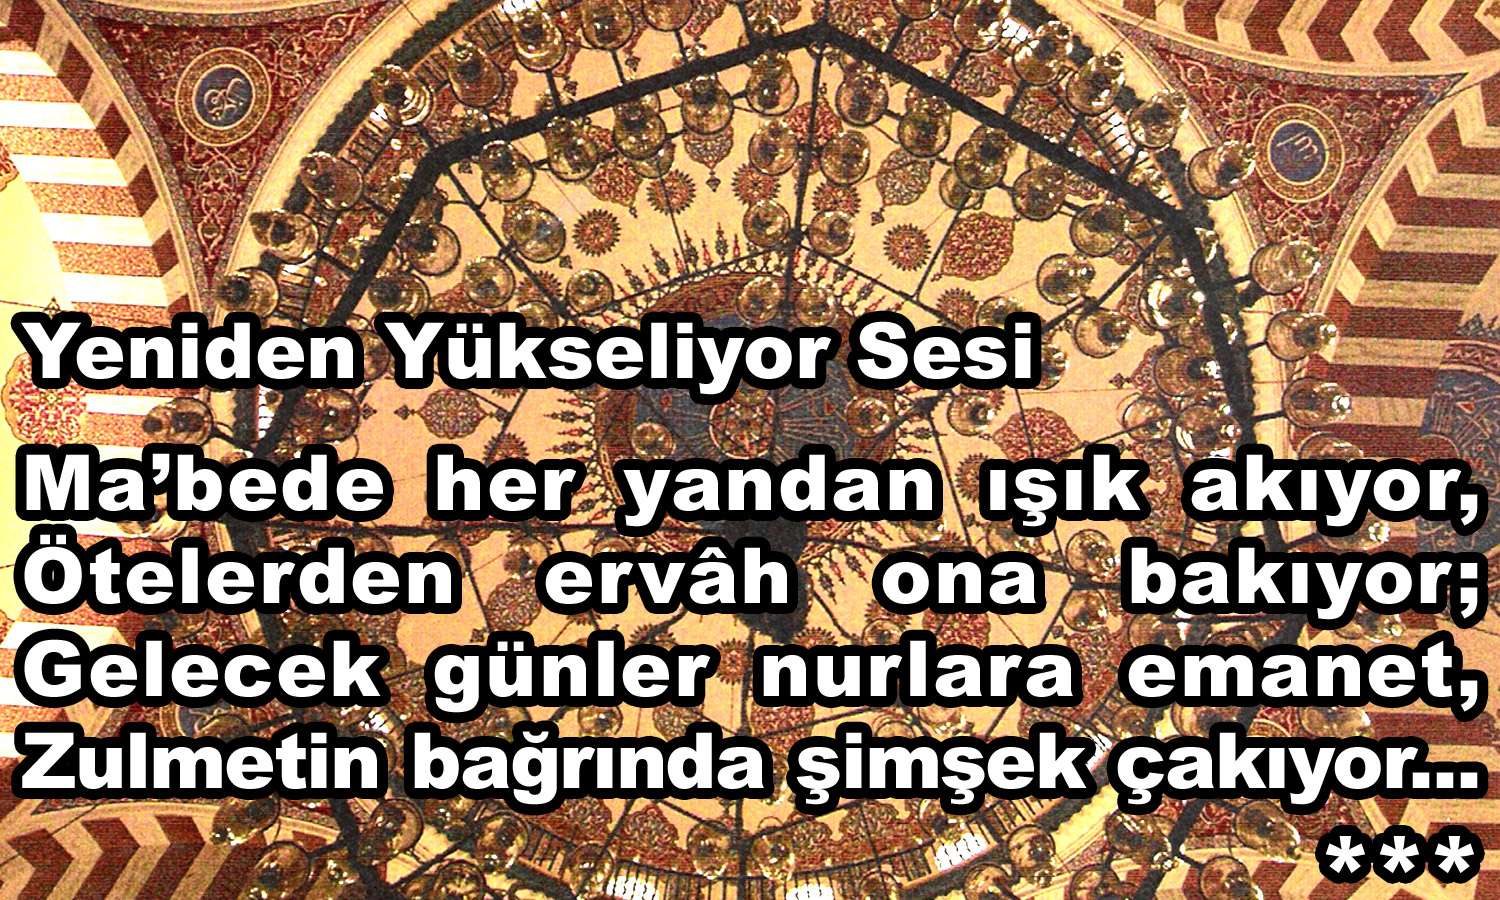 Yeniden Yükseliyor Sesi
Ma’bede her yandan ışık akıyor,
Ötelerden ervâh ona bakıyor;
Gelecek günler nurlara emanet,
Zulmetin bağrında şimşek çakıyor...
***